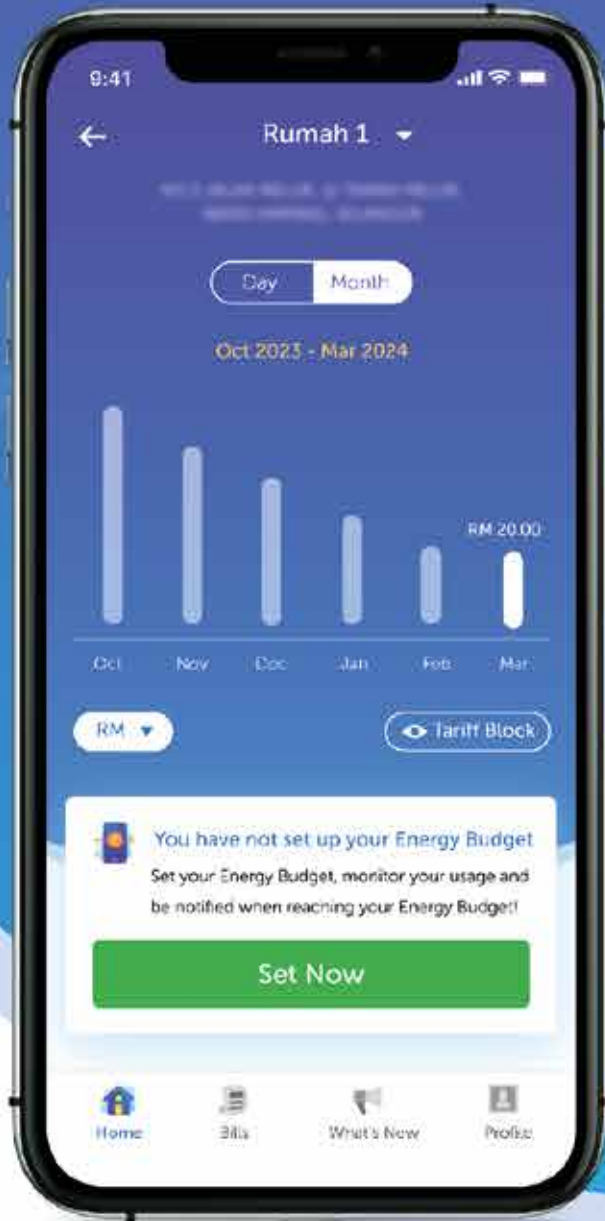 9:41
Rumah 1
Day Month
Oct 2023 - Mar 2024
RM 20.00
Oct Nov Dec Jan Feb Mar
RM Tariff Block
You have not set up your Energy Budget
Set your Energy Budget, monitor your usage and
be notified when reaching your Energy Budget!
Set Now
Home Bills What's New Profile